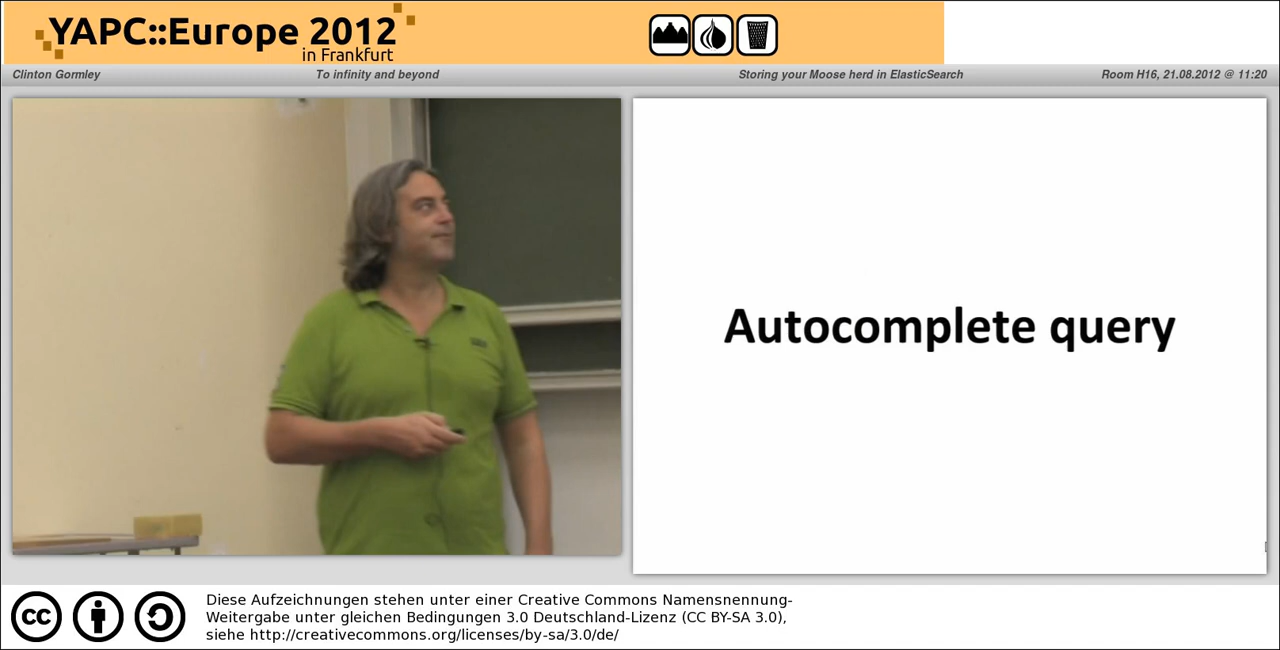 YAPC::Europe 2012
in Frankfurt
Clinton Gormley To infinity and beyond Storing your Moose herd in ElasticSearch Room H16, 21.08.2012 @ 11:20
Autocomplete query
cc
Diese Aufzeichnungen stehen unter einer Creative Commons Namensnennung-
Weitergabe unter gleichen Bedingungen 3.0 Deutschland-Lizenz (CC BY-SA 3.0),
siehe http://creativecommons.org/licenses/by-sa/3.0/de/